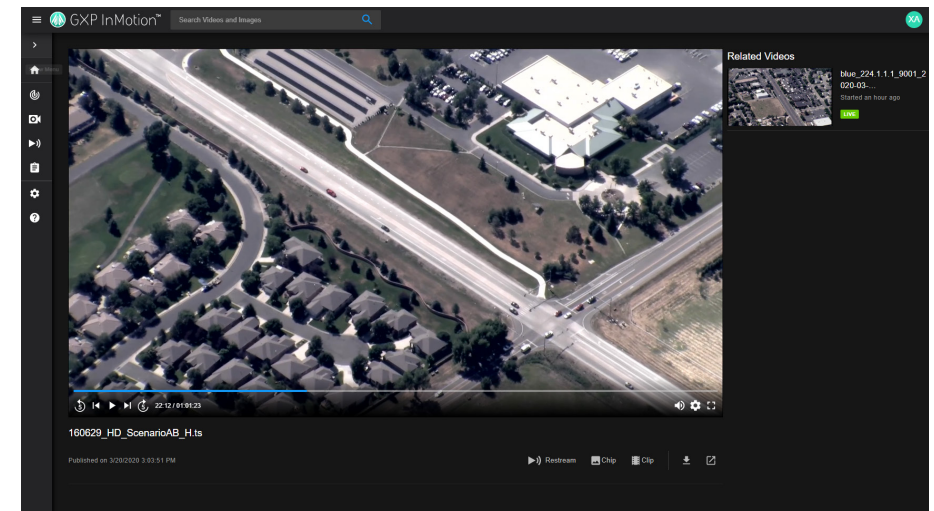 GXP InMotion™
Search Videos and Images
XA
Related Videos
blue_224.1.1.1_9001_2
020-03-...
Started an hour ago
LIVE
5
5
22:12 / 01:01:23
160629_HD_ScenarioAB_H.ts
Published on 3/20/2020 3:03:51 PM
Restream
Chip
Clip